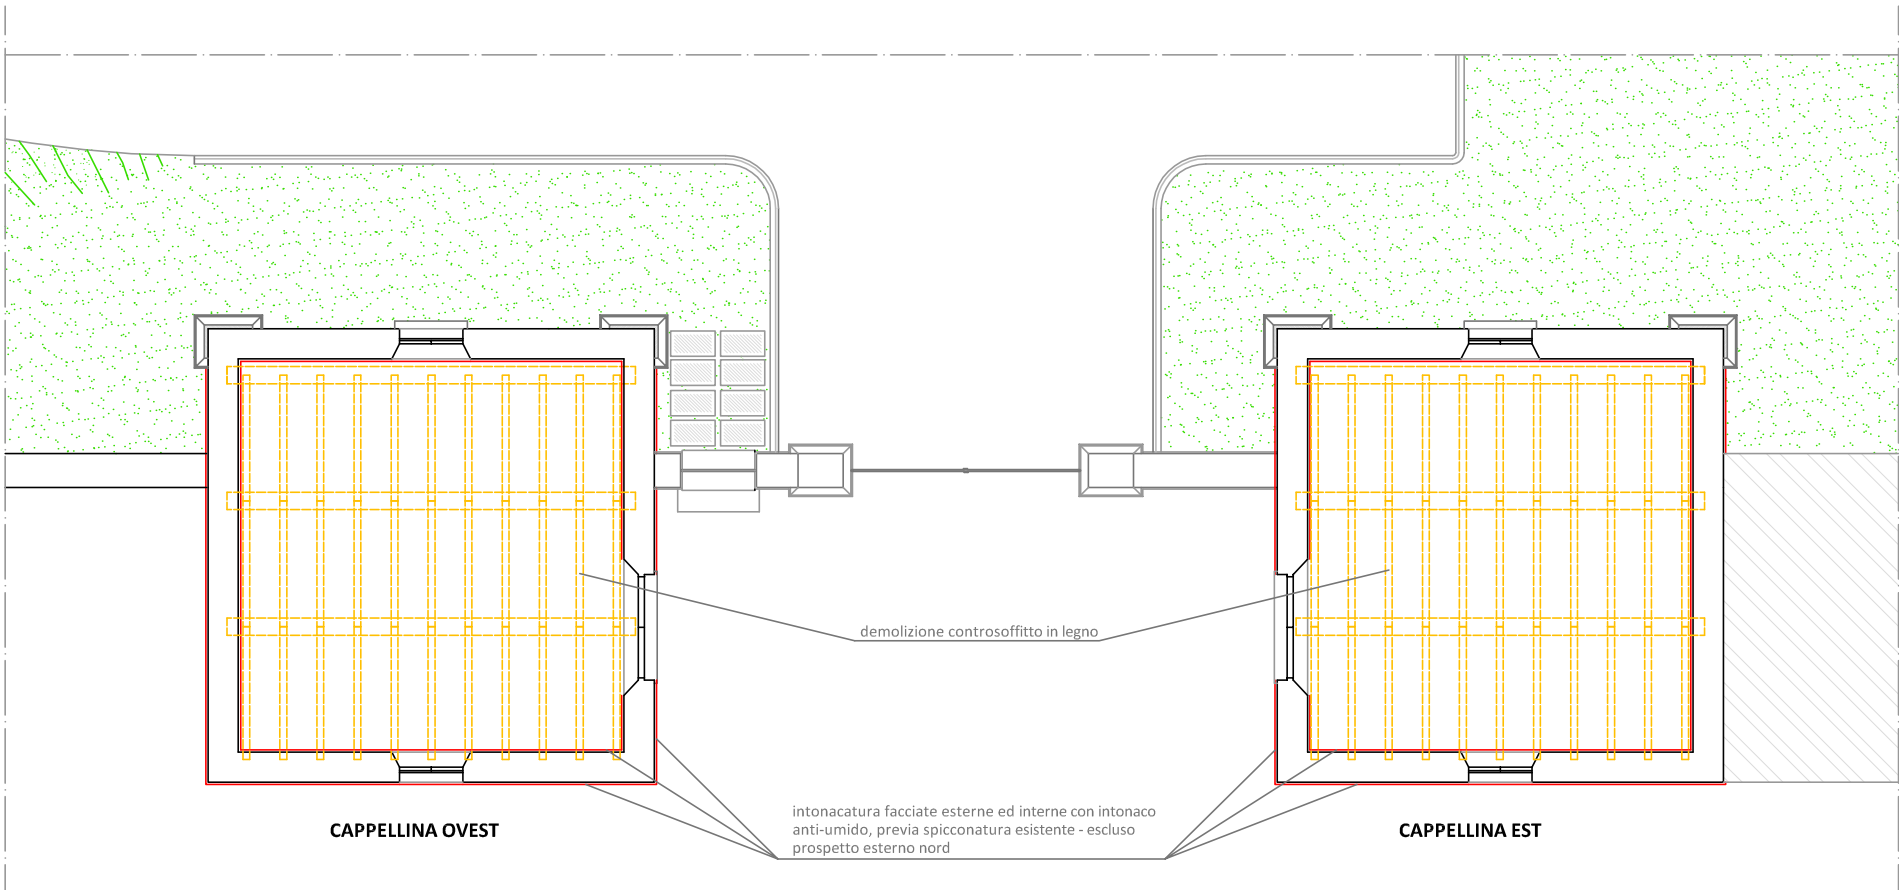 demolizione controsoffitto in legno
intonacatura facciate esterne ed interne con intonaco
anti-umido, previa spicconatura esistente - escluso
prospetto esterno nord
CAPPELLINA OVEST
CAPPELLINA EST